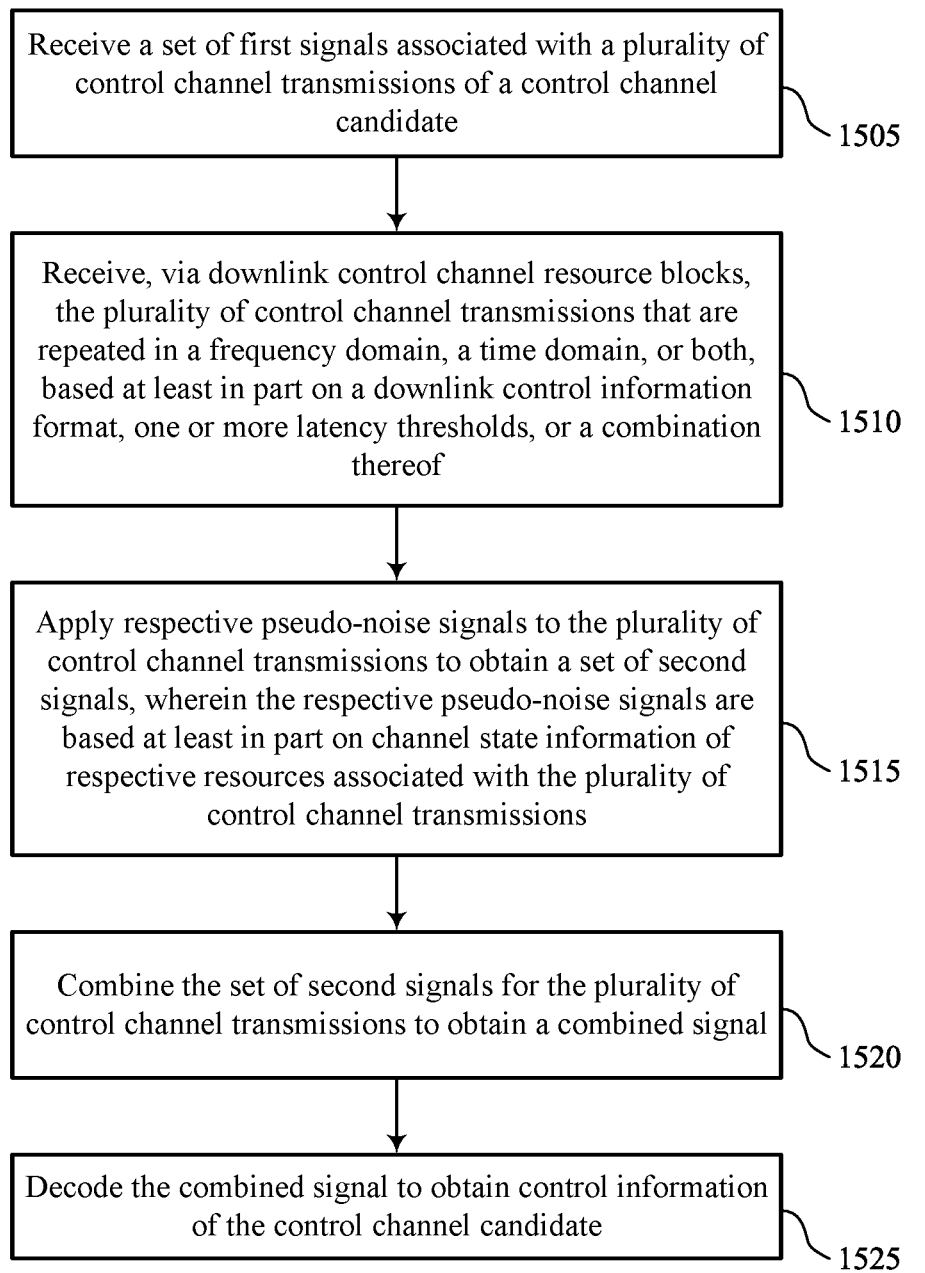 Receive a set of first signals associated with a plurality of
control channel transmissions of a control channel
candidate
1505
Receive, via downlink control channel resource blocks,
the plurality of control channel transmissions that are
repeated in a frequency domain, a time domain, or both,
based at least in part on a downlink control information
format, one or more latency thresholds, or a combination
thereof
1510
Apply respective pseudo-noise signals to the plurality of
control channel transmissions to obtain a set of second
signals, wherein the respective pseudo-noise signals are
based at least in part on channel state information of
respective resources associated with the plurality of
control channel transmissions
1515
Combine the set of second signals for the plurality of
control channel transmissions to obtain a combined signal
1520
Decode the combined signal to obtain control information
of the control channel candidate
1525